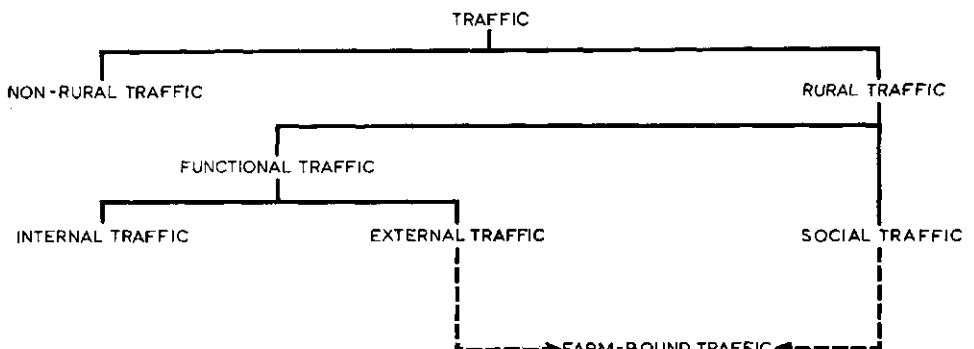 TRAFFIC
NON-RURAL TRAFFIC
RURAL TRAFFIC
FUNCTIONAL TRAFFIC
INTERNAL TRAFFIC
EXTERNAL TRAFFIC
SOCIAL TRAFFIC
FARM-BOUND TRAFFIC